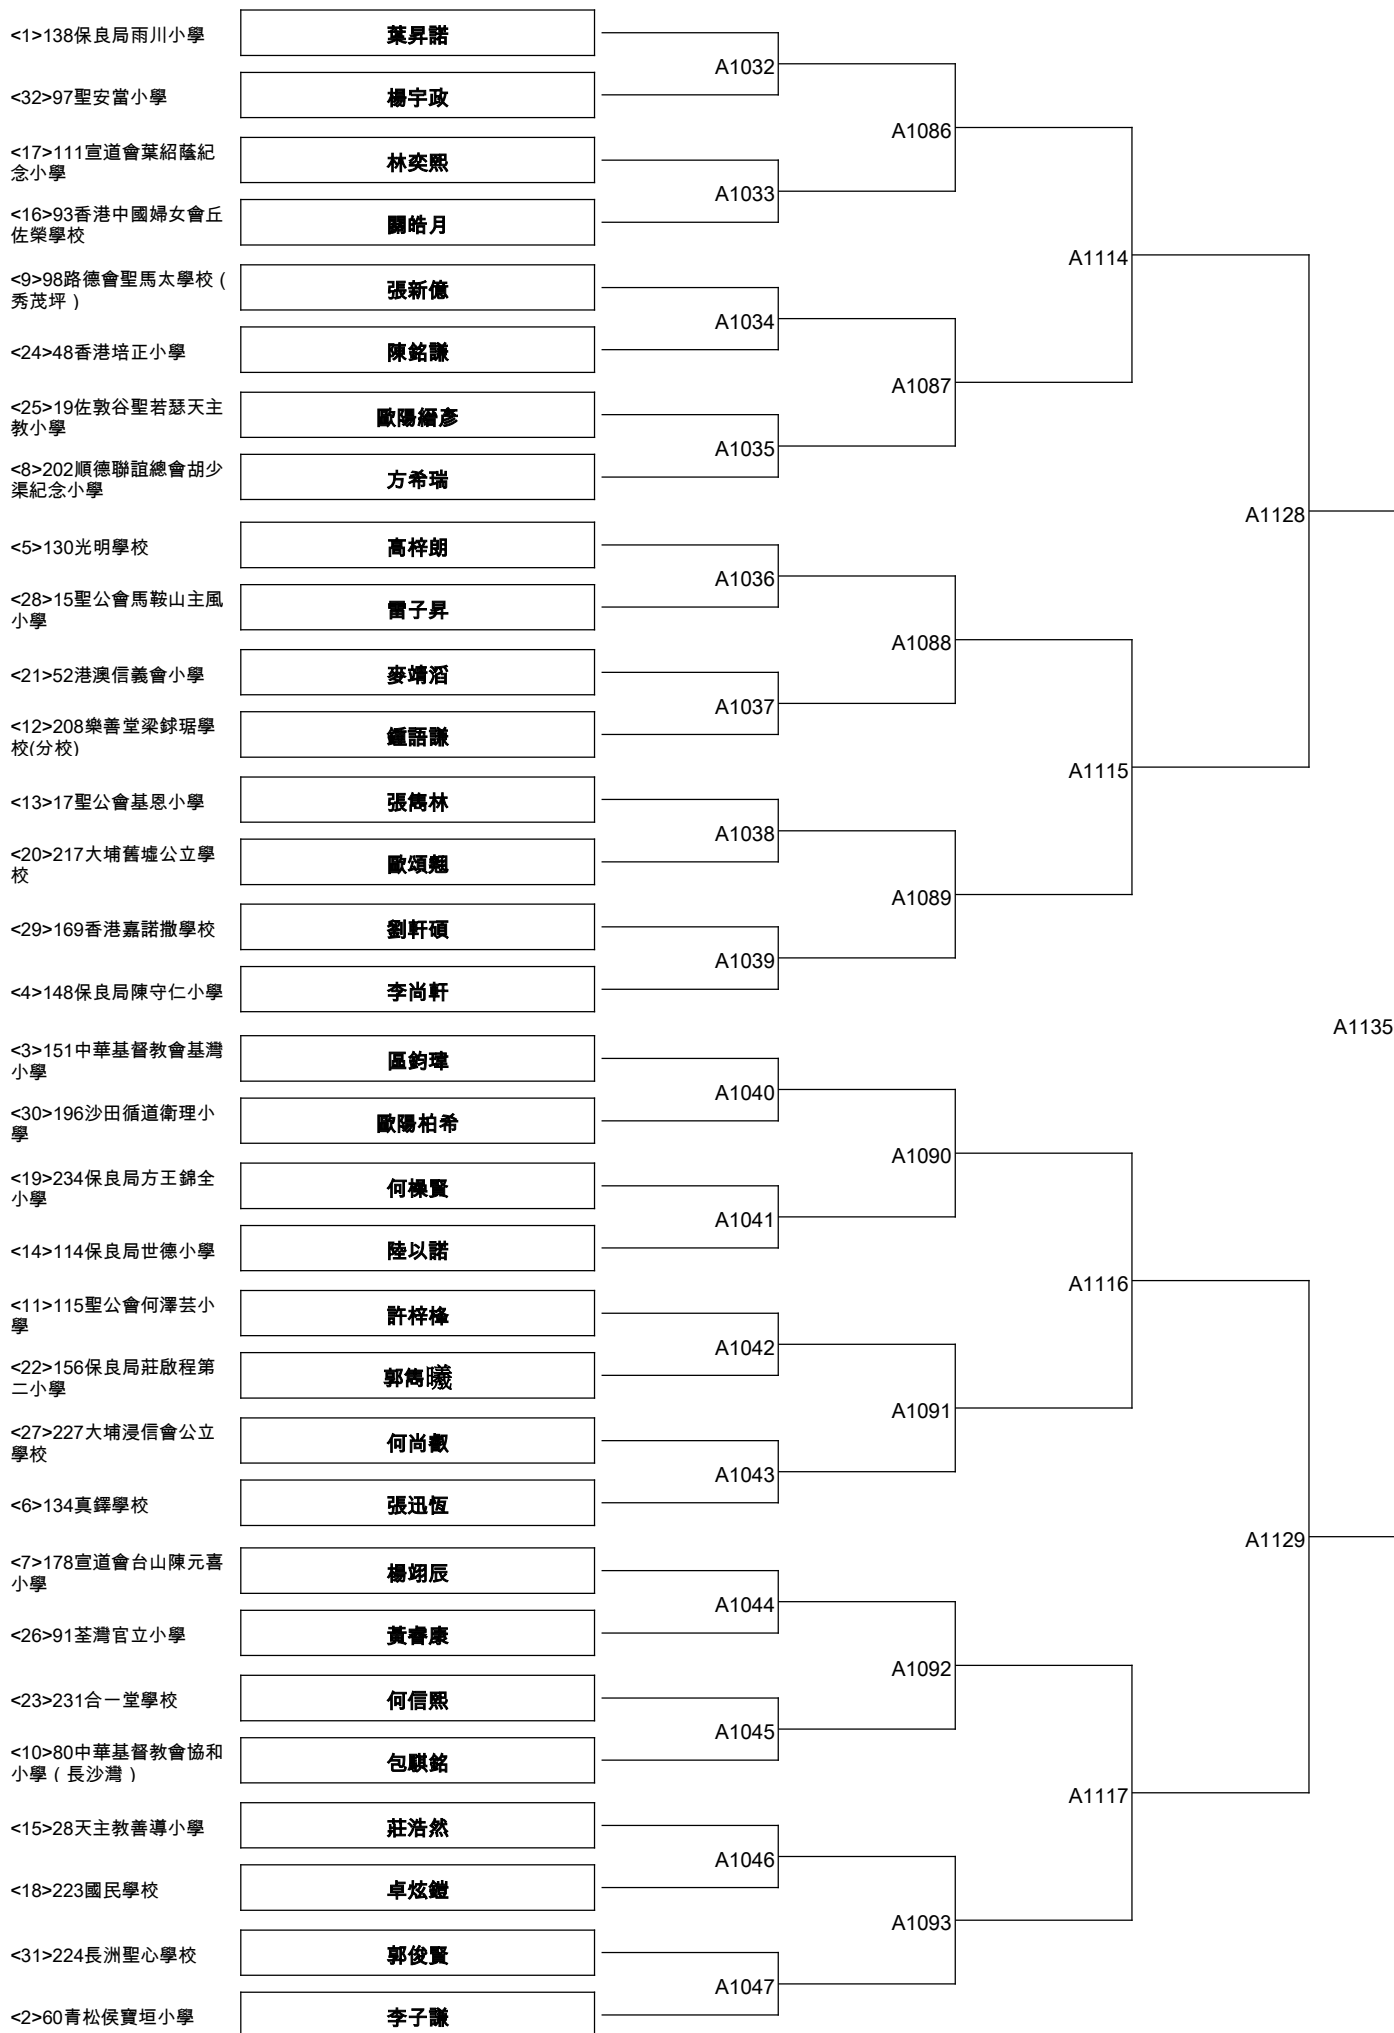 <1>138保良局雨川小學
葉昇諾
A1032
<32>97聖安當小學
楊宇政
A1086
<17>111宣道會葉紹蔭紀
念小學
林奕熙
A1033
<16>93香港中國婦女會丘
佐榮學校
關皓月
A1114
<9>98路德會聖馬太學校（
秀茂坪）
張新億
A1034
<24>48香港培正小學
陳銘謙
A1087
<25>19佐敦谷聖若瑟天主
教小學
歐陽縉彥
A1035
<8>202順德聯誼總會胡少
渠紀念小學
方希瑞
A1128
<5>130光明學校
高梓朗
A1036
<28>15聖公會馬鞍山主風
小學
雷子昇
A1088
<21>52港澳信義會小學
麥靖滔
A1037
<12>208樂善堂梁銶琚學
校(分校)
鍾語謙
A1115
<13>17聖公會基恩小學
張雋林
A1038
<20>217大埔舊墟公立學
校
歐頌翹
A1089
<29>169香港嘉諾撒學校
劉軒碩
A1039
<4>148保良局陳守仁小學
李尚軒
A1135
<3>151中華基督教會基灣
小學
區鈞瑋
A1040
<30>196沙田循道衛理小
學
歐陽柏希
A1090
<19>234保良局方王錦全
小學
何橾賢
A1041
<14>114保良局世德小學
陸以諾
A1116
<11>115聖公會何澤芸小
學
許梓桻
A1042
<22>156保良局莊啟程第
二小學
郭雋曦
A1091
<27>227大埔浸信會公立
學校
何尚叡
A1043
<6>134真鐸學校
張迅恆
A1129
<7>178宣道會台山陳元喜
小學
楊翊辰
A1044
<26>91荃灣官立小學
黃睿康
A1092
<23>231合一堂學校
何信熙
A1045
<10>80中華基督教會協和
小學（長沙灣）
包騏銘
A1117
<15>28天主教善導小學
莊浩然
A1046
<18>223國民學校
卓炫鎧
A1093
<31>224長洲聖心學校
郭俊賢
A1047
<2>60青松侯寶垣小學
李子謙